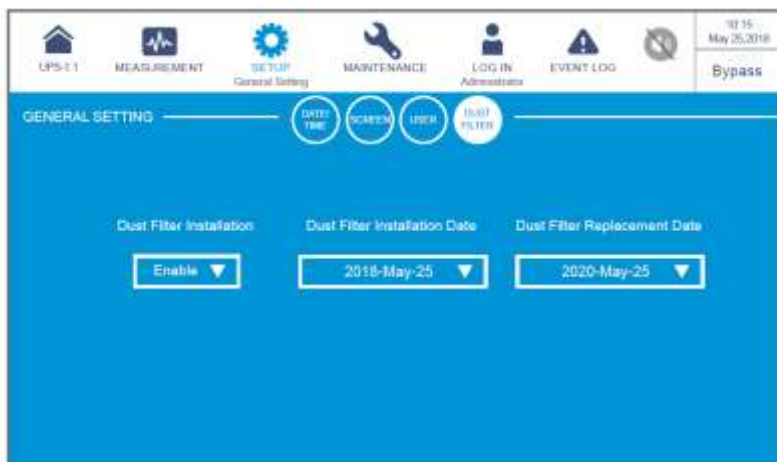 UPS-1.1
MEASUREMENT
SETUP
General Setting
MAINTENANCE
LOG IN
Administrator
EVENT LOG
10:15
May 25,2018
Bypass
GENERAL SETTING
DATE/
TIME
SCREEN
USER
DUST
FILTER
Dust Filter Installation
Dust Filter Installation Date
Dust Filter Replacement Date
Enable
2018-May-25
2020-May-25